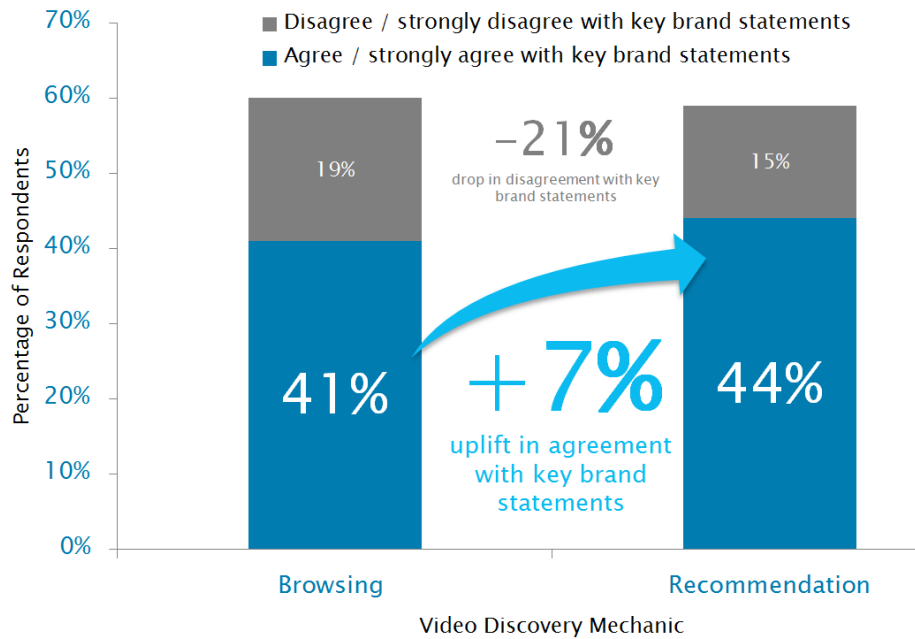 70%
Disagree / strongly disagree with key brand statements
Agree / strongly agree with key brand statements
60%
50%
40%
30%
20%
10%
0%
Percentage of Respondents
19%
41%
–21%
drop in disagreement with key
brand statements
+7%
uplift in agreement
with key brand
statements
15%
44%
Browsing
Recommendation
Video Discovery Mechanic